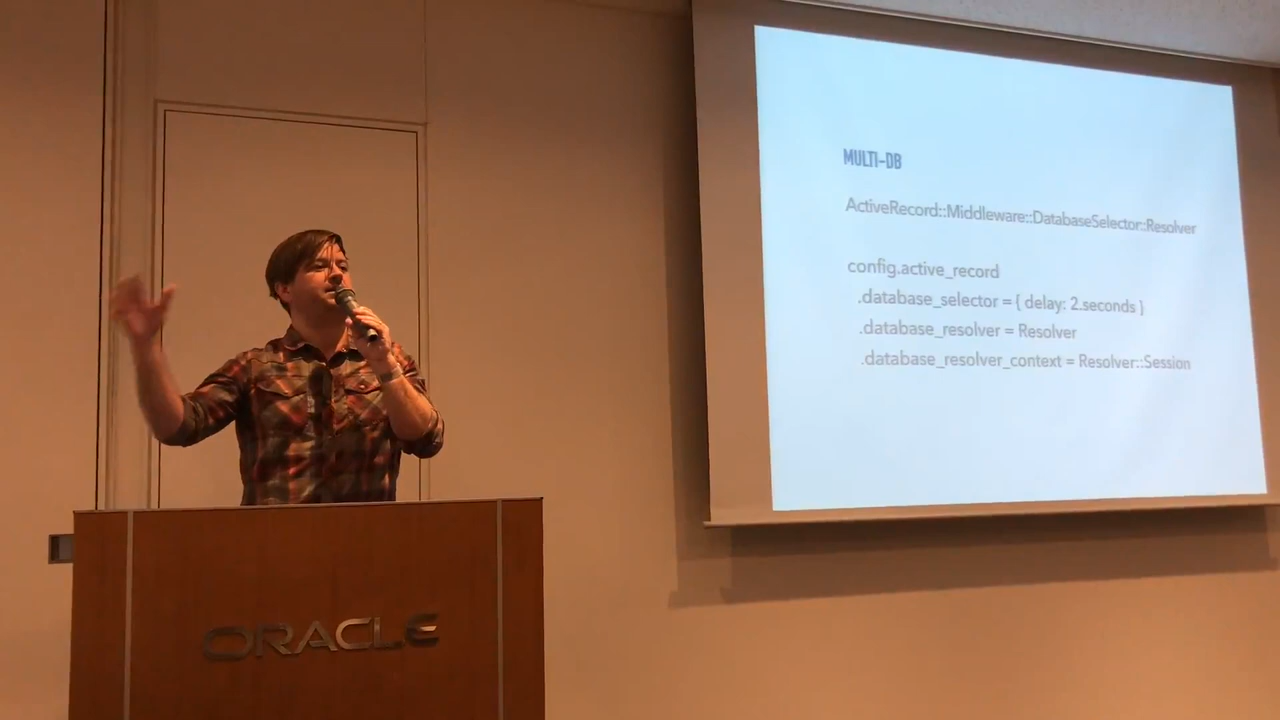 MULTI-DB
ActiveRecord::Middleware::DatabaseSelector::Resolver
config.active_record
.database_selector = { delay: 2.seconds }
.database_resolver = Resolver
.database_resolver_context = Resolver::Session
ORACLE